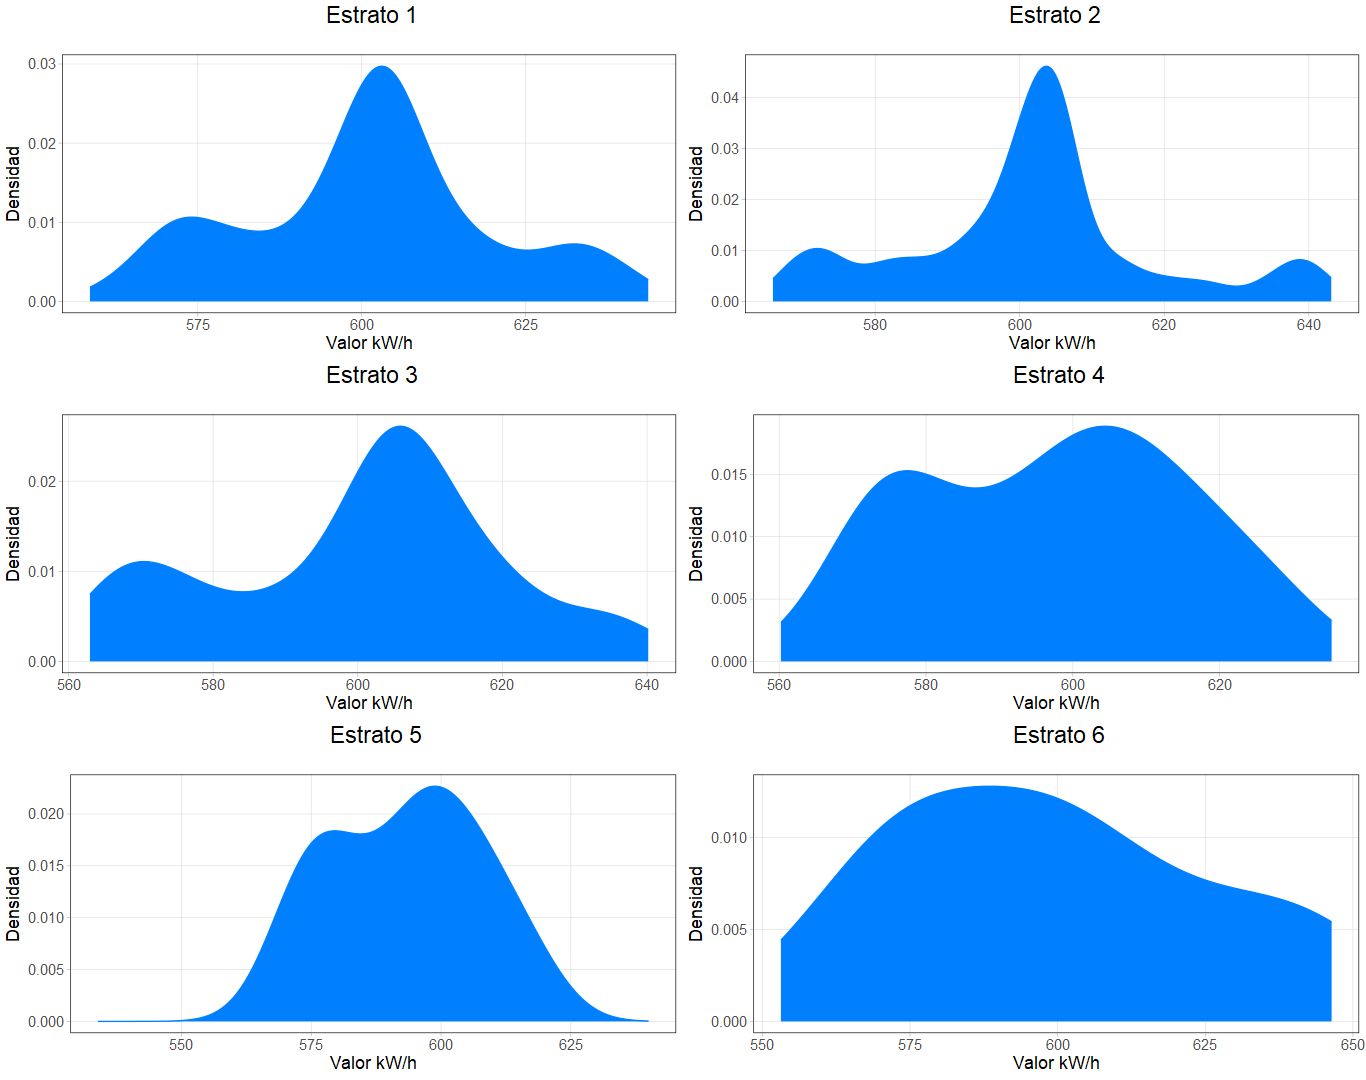 Estrato 1
Densidad
0.03
0.02
0.01
0.00
575 600 625
Valor kW/h
Estrato 2
Densidad
0.04
0.03
0.02
0.01
0.00
580 600 620 640
Valor kW/h
Estrato 3
Densidad
0.02
0.01
0.00
560 580 600 620 640
Valor kW/h
Estrato 4
Densidad
0.015
0.010
0.005
0.000
560 580 600 620
Valor kW/h
Estrato 5
Densidad
0.020
0.015
0.010
0.005
0.000
550 575 600 625
Valor kW/h
Estrato 6
Densidad
0.010
0.005
0.000
550 575 600 625 650
Valor kW/h